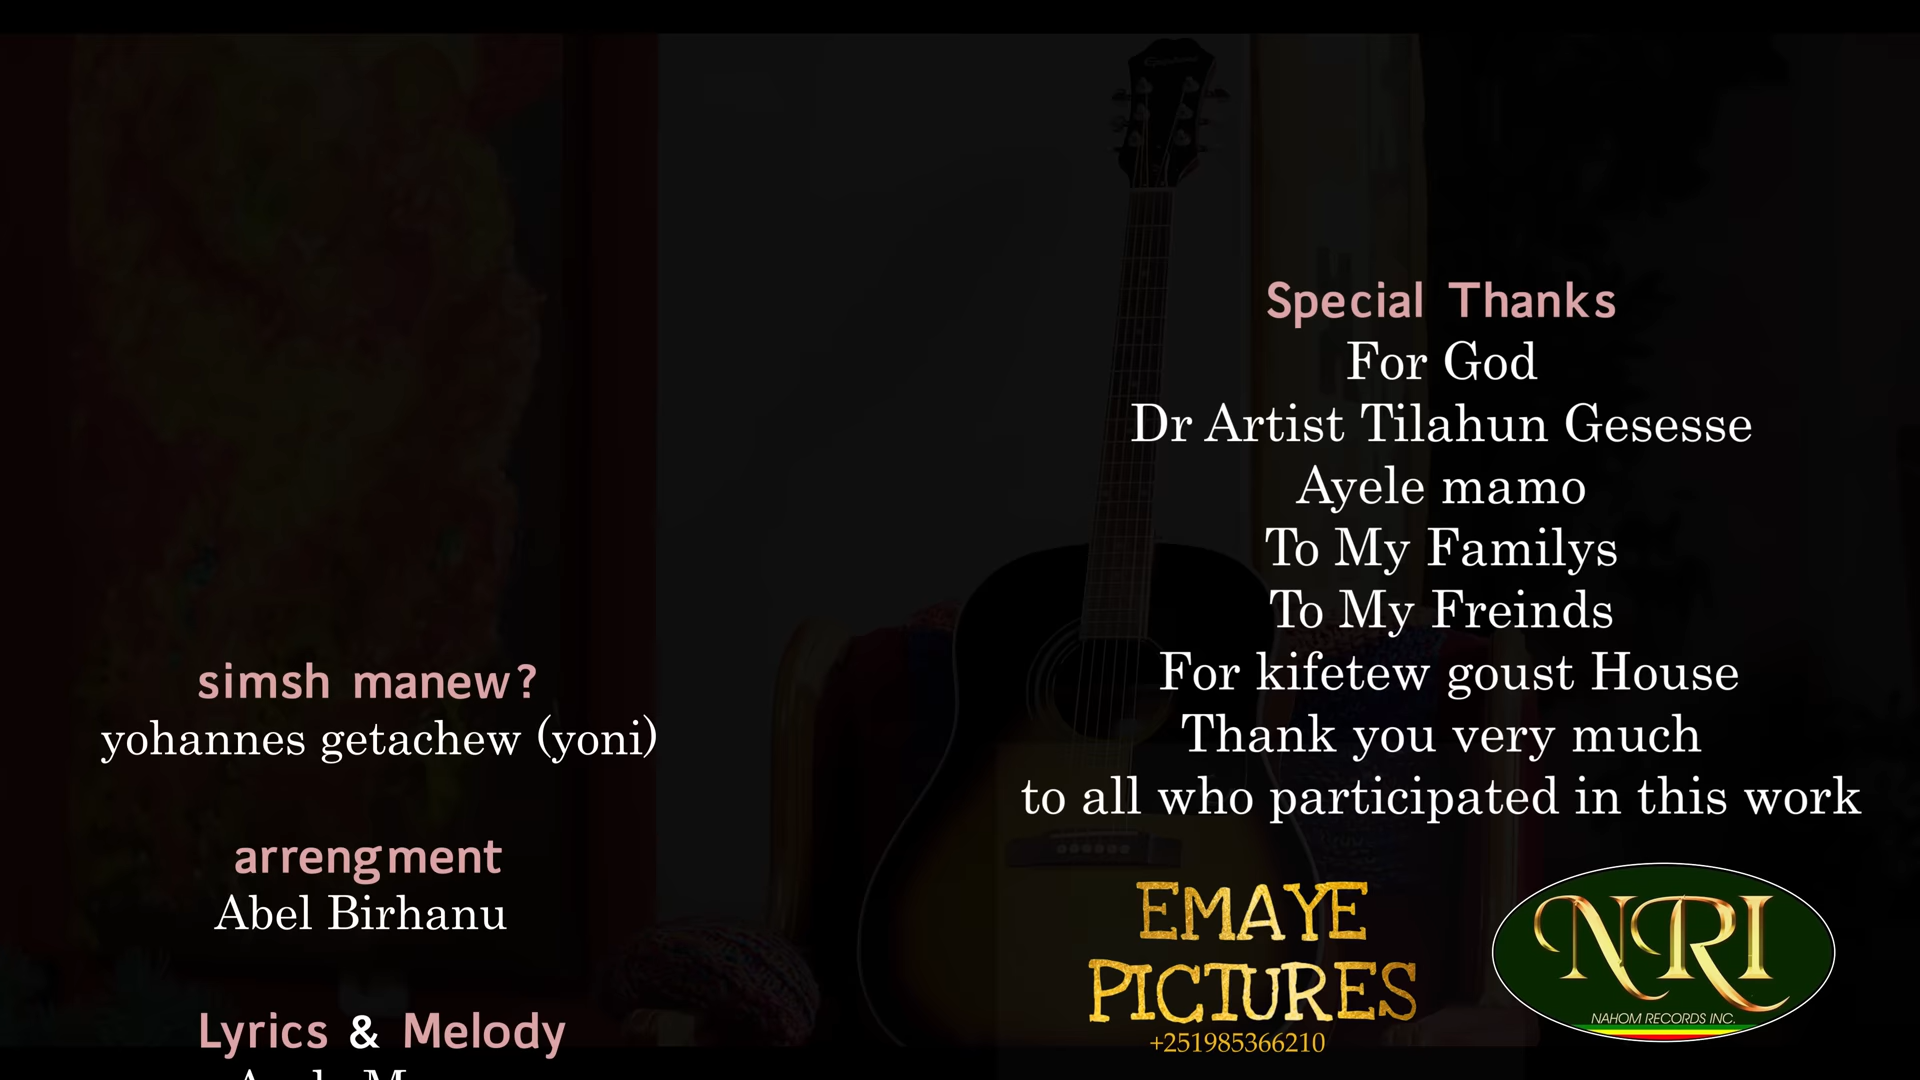 simsh manew?
yohannes getachew (yoni)
arrengment
Abel Birhanu
Lyrics & Melody
Special Thanks
For God
Dr Artist Tilahun Gesesse
Ayele mamo
To My Familys
To My Freinds
For kifetew goust House
Thank you very much
to all who participated in this work
EMAYE
PICTURES
+251985366210
NRI
NAHOM RECORDS INC.